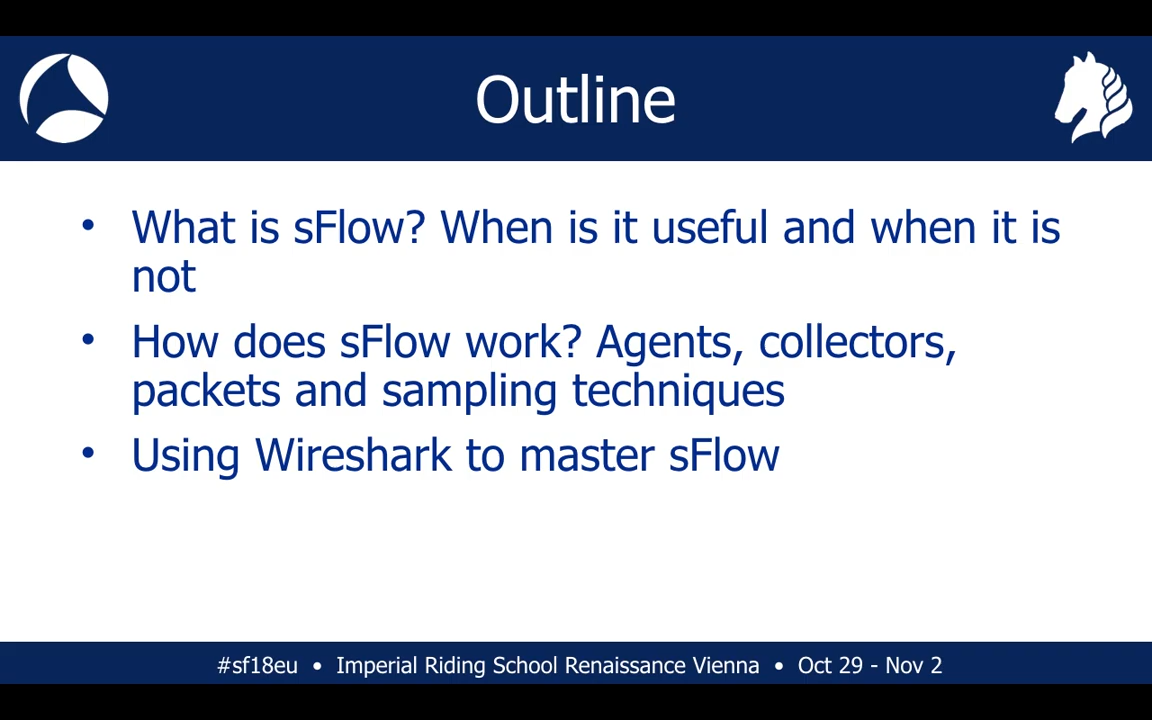 Outline
• What is sFlow? When is it useful and when it is
not
• How does sFlow work? Agents, collectors,
packets and sampling techniques
• Using Wireshark to master sFlow
#sf18eu • Imperial Riding School Renaissance Vienna • Oct 29 - Nov 2